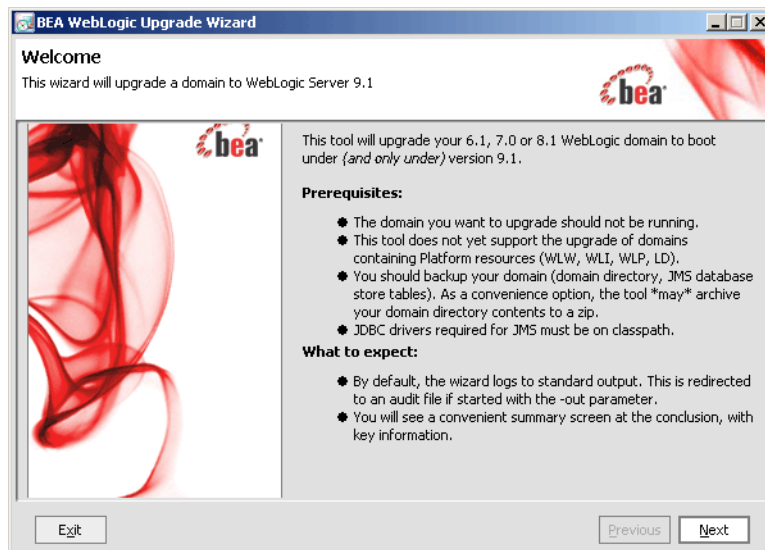 BEA WebLogic Upgrade Wizard
Welcome
This wizard will upgrade a domain to WebLogic Server 9.1
bea
bea
This tool will upgrade your 6.1, 7.0 or 8.1 WebLogic domain to boot
under (and only under) version 9.1.
Prerequisites:
● The domain you want to upgrade should not be running.
● This tool does not yet support the upgrade of domains
containing Platform resources (WLW, WLI, WLP, LD).
● You should backup your domain (domain directory, JMS database
store tables). As a convenience option, the tool *may* archive
your domain directory contents to a zip.
● JDBC drivers required for JMS must be on classpath.
What to expect:
● By default, the wizard logs to standard output. This is redirected
to an audit file if started with the -out parameter.
● You will see a convenient summary screen at the conclusion, with
key information.
Exit
Previous
Next